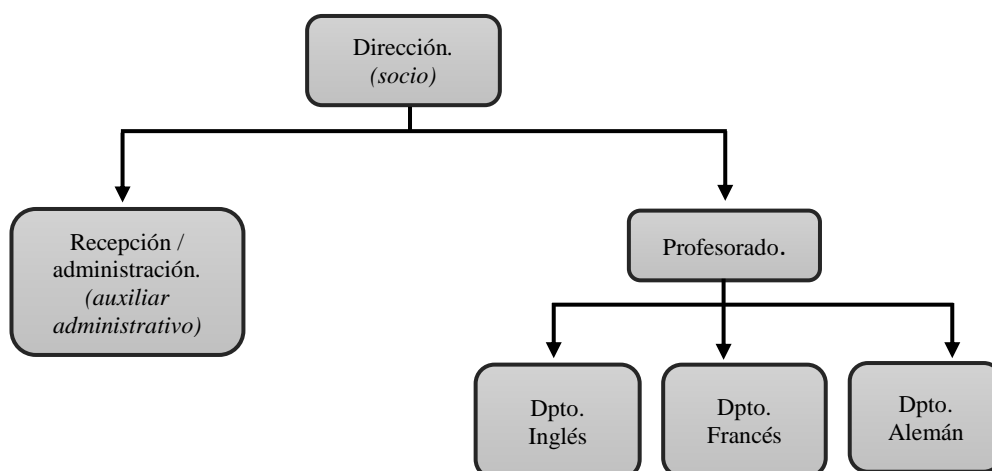 Dirección.
(socio)
Recepción /
administración.
(auxiliar
administrativo)
Profesorado.
Dpto.
Inglés
Dpto.
Francés
Dpto.
Alemán